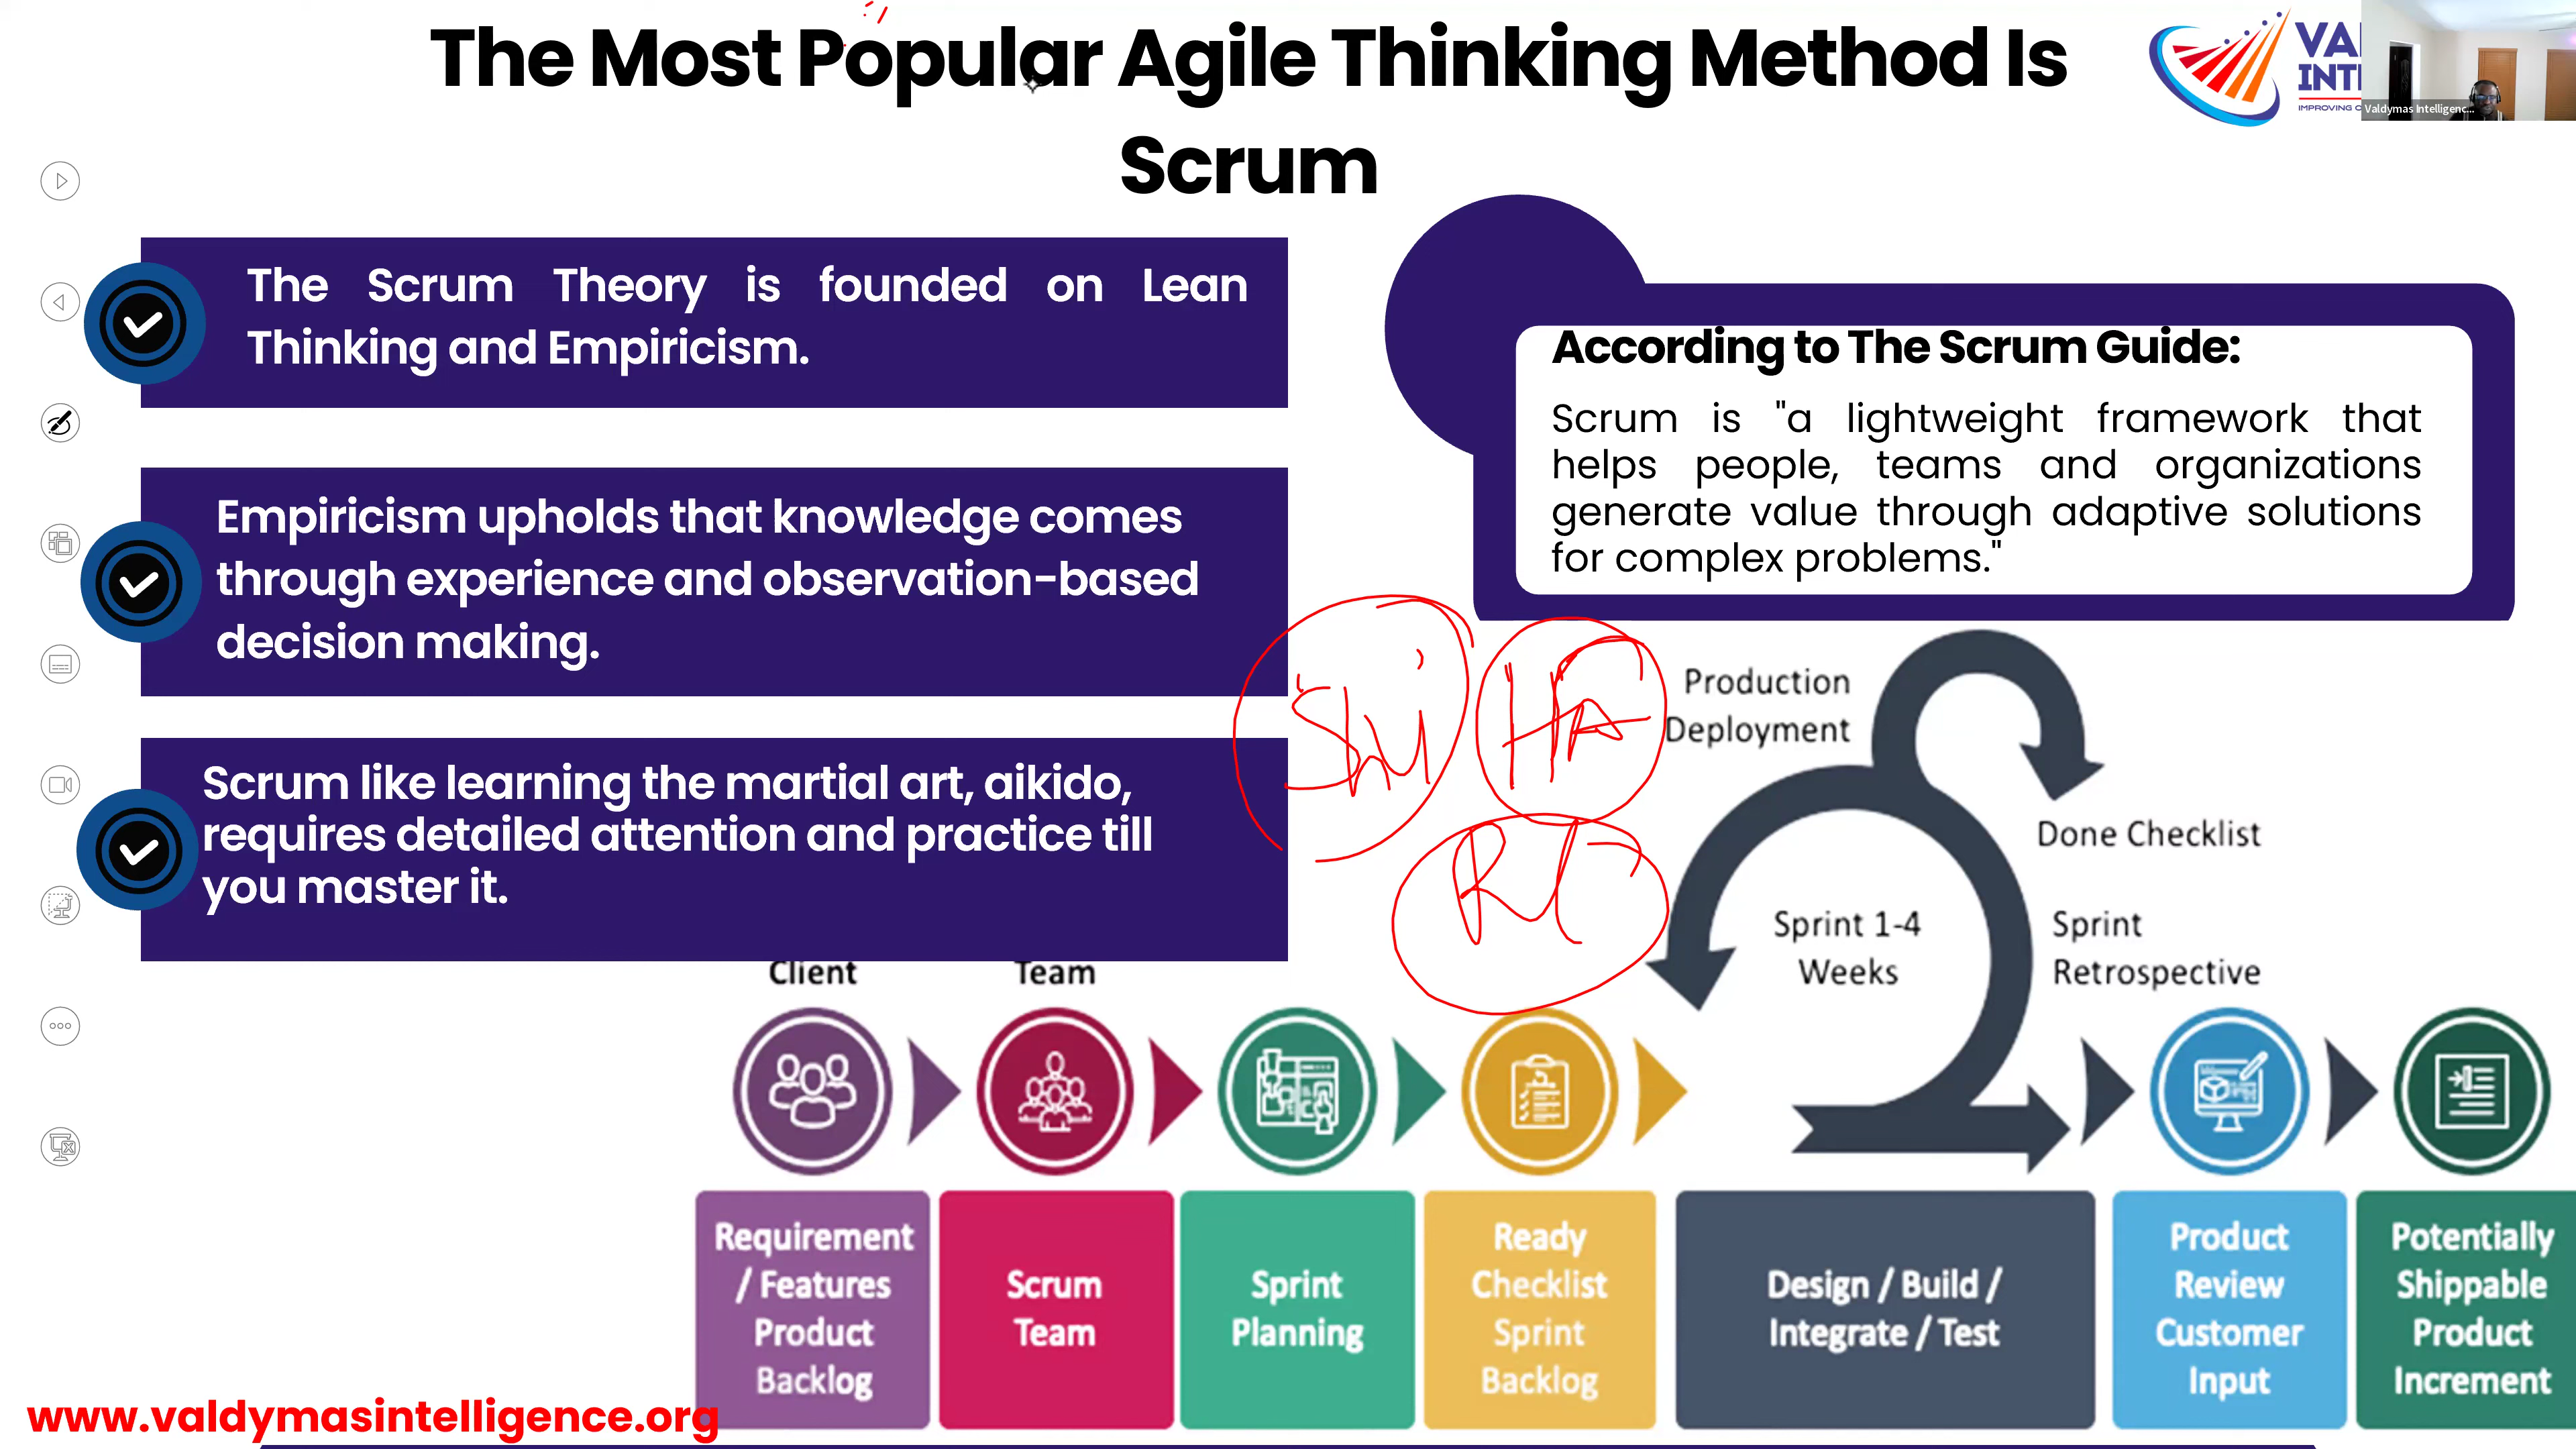 The Most Popular Agile Thinking Method Is
Scrum
VA
INT
IMPROVING C
Valdymas Intelligenc...
The Scrum Theory is founded on Lean
Thinking and Empiricism.
Empiricism upholds that knowledge comes
through experience and observation-based
decision making.
Scrum like learning the martial art, aikido,
requires detailed attention and practice till
you master it.
According to The Scrum Guide:
Scrum is "a lightweight framework that
helps people, teams and organizations
generate value through adaptive solutions
for complex problems."
HA
Production
Deployment
Done Checklist
Sprint 1-4
Weeks
Sprint
Retrospective
Client
Team
Requirement
/ Features
Product
Backlog
Scrum
Team
Sprint
Planning
Ready
Checklist
Sprint
Backlog
Design / Build /
Integrate / Test
Product
Review
Customer
Input
Potentially
Shippable
Product
Increment
www.valdymasintelligence.org